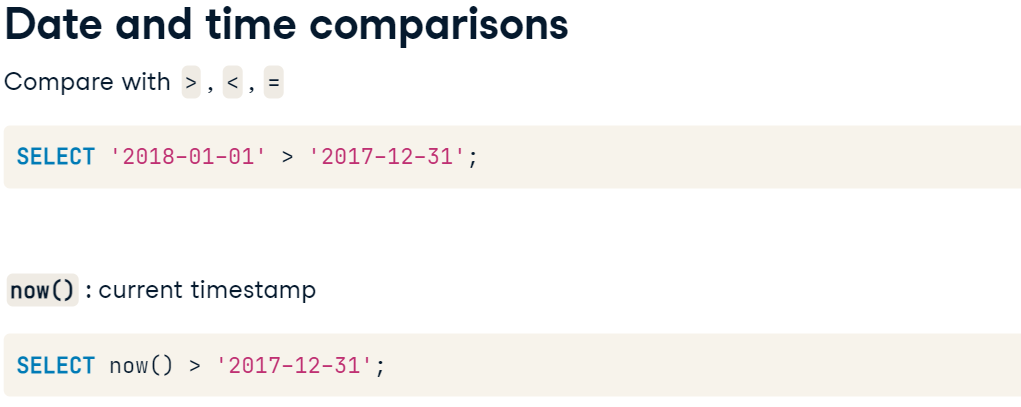 Date and time comparisons
Compare with > , < , =
SELECT '2018-01-01' > '2017-12-31';
now() : current timestamp
SELECT now() > '2017-12-31';